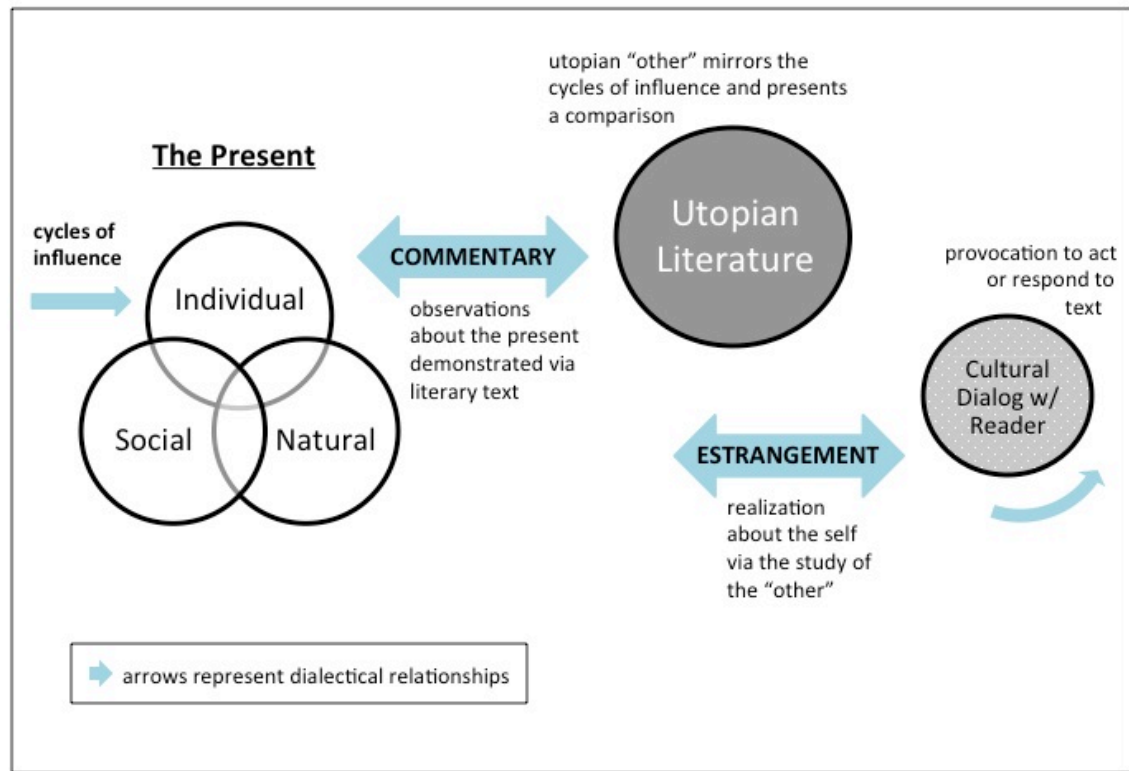 The Present
cycles of
influence
Individual
Social
Natural
COMMENTARY
observations
about the present
demonstrated via
literary text
utopian “other” mirrors the
cycles of influence and presents
a comparison
Utopian
Literature
ESTRANGEMENT
realization
about the self
via the study of
the “other”
provocation to act
or respond to
text
Cultural
Dialog w/
Reader
arrows represent dialectical relationships